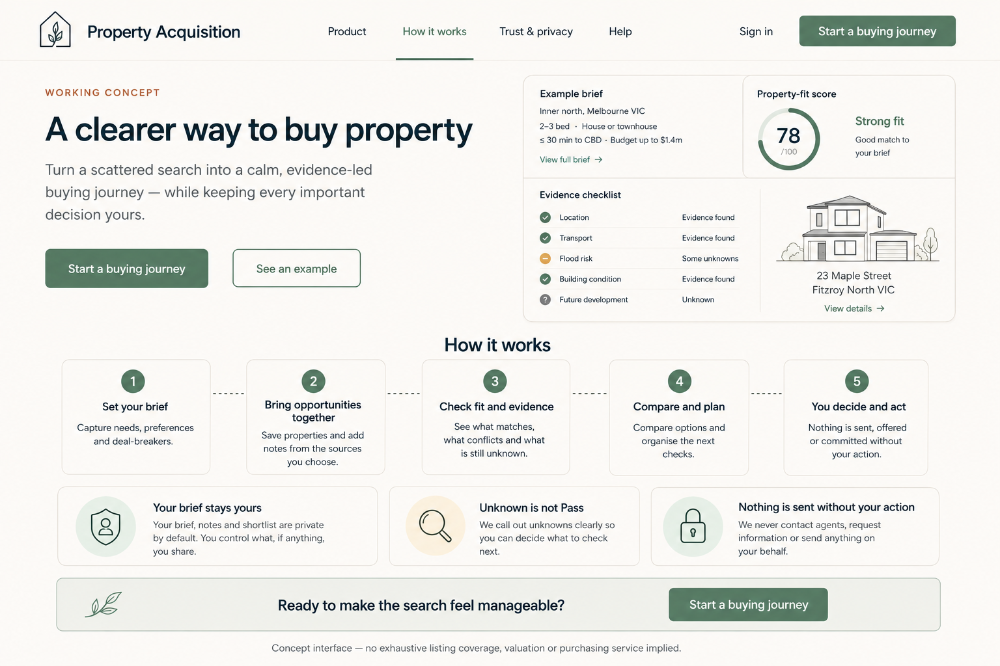 Property Acquisition
Product
How it works
Trust & privacy
Help
Sign in
Start a buying journey
WORKING CONCEPT
A clearer way to buy property
Turn a scattered search into a calm, evidence-led
buying journey — while keeping every important
decision yours.
Start a buying journey
See an example
Example brief
Inner north, Melbourne VIC
2–3 bed · House or townhouse
≤ 30 min to CBD · Budget up to $1.4m
View full brief →
Property-fit score
78
/100
Strong fit
Good match to
your brief
Evidence checklist
Location Evidence found
Transport Evidence found
Flood risk Some unknowns
Building condition Evidence found
? Future development Unknown
23 Maple Street
Fitzroy North VIC
View details →
How it works
1
Set your brief
Capture needs, preferences
and deal-breakers.
2
Bring opportunities
together
Save properties and add
notes from the sources
you choose.
3
Check fit and evidence
See what matches,
what conflicts and what
is still unknown.
4
Compare and plan
Compare options and
organise the next
checks.
5
You decide and act
Nothing is sent, offered
or committed without
your action.
Your brief stays yours
Your brief, notes and shortlist are private
by default. You control what, if anything,
you share.
Unknown is not Pass
We call out unknowns clearly so
you can decide what to check
next.
Nothing is sent without your action
We never contact agents, request
information or send anything on
your behalf.
Ready to make the search feel manageable?
Start a buying journey
Concept interface — no exhaustive listing coverage, valuation or purchasing service implied.